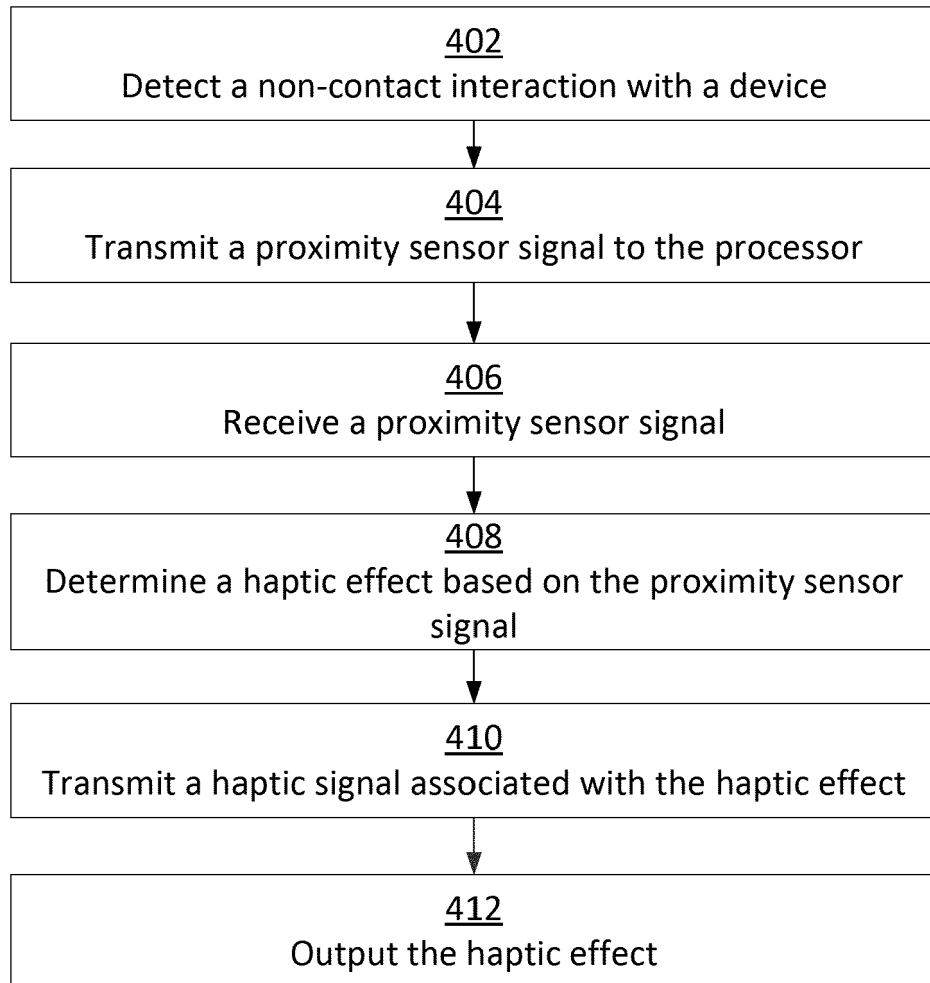 402
Detect a non-contact interaction with a device
404
Transmit a proximity sensor signal to the processor
406
Receive a proximity sensor signal
408
Determine a haptic effect based on the proximity sensor
signal
410
Transmit a haptic signal associated with the haptic effect
412
Output the haptic effect